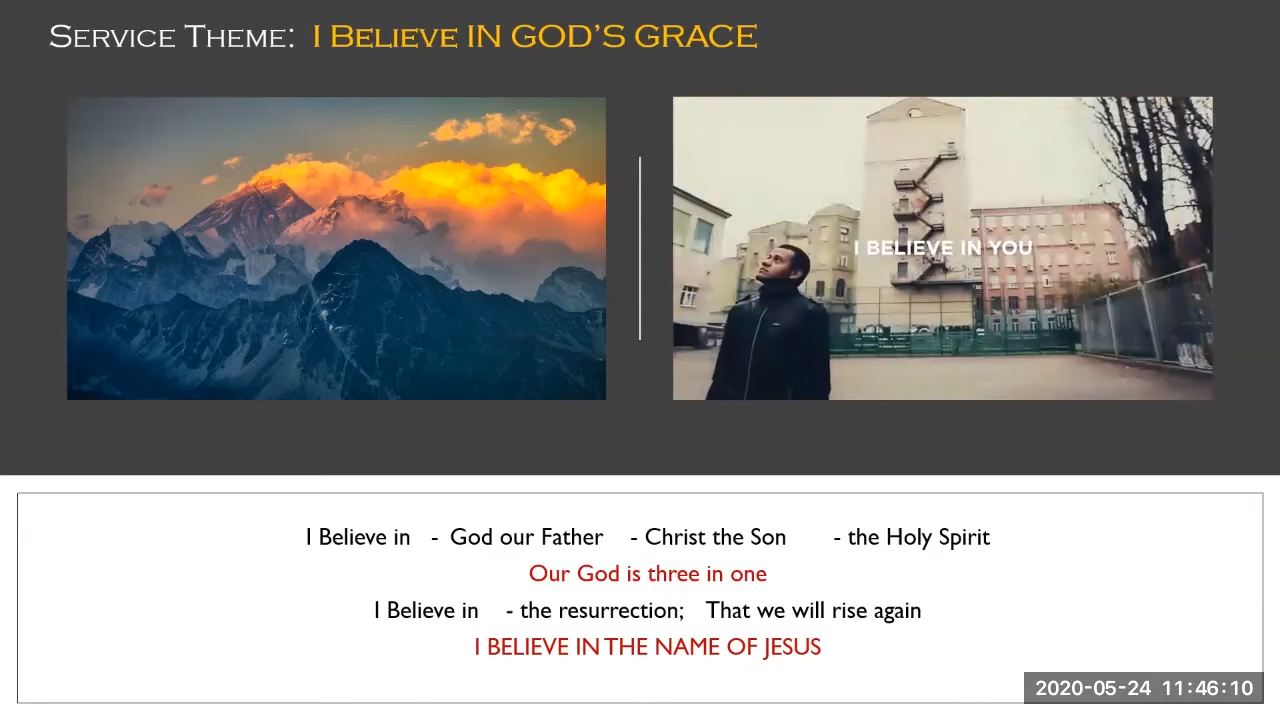 SERVICE THEME: I BELIEVE IN GOD'S GRACE
I BELIEVE IN YOU
I Believe in - God our Father - Christ the Son - the Holy Spirit
Our God is three in one
I Believe in - the resurrection; That we will rise again
I BELIEVE IN THE NAME OF JESUS
2020-05-24 11:46:10